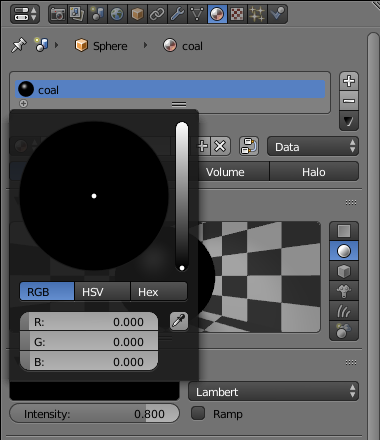 Sphere coal
coal
Data
Volume Halo
RGB HSV Hex
R: 0.000
G: 0.000
B: 0.000
Lambert
Intensity: 0.800 Ramp